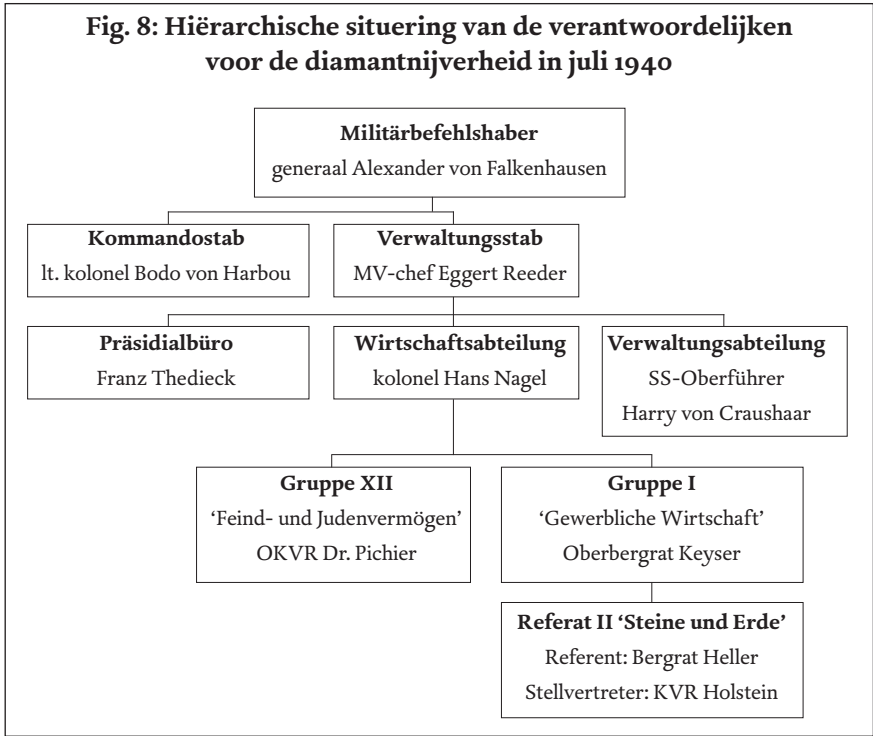 Fig. 8: Hiërarchische situering van de verantwoordelijken
voor de diamantnijverheid in juli 1940
Militärbefehlshaber
generaal Alexander von Falkenhausen
Kommandostab
lt. kolonel Bodo von Harbou
Verwaltungsstab
MV-chef Eggert Reeder
Präsidialbüro
Franz Thedieck
Wirtschaftsabteilung
kolonel Hans Nagel
Verwaltungsabteilung
SS-Oberführer
Harry von Craushaar
Gruppe XII
‘Feind- und Judenvermögen’
OKVR Dr. Pichier
Gruppe I
‘Gewerbliche Wirtschaft’
Oberbergrat Keyser
Referat II ‘Steine und Erde’
Referent: Bergrat Heller
Stellvertreter: KVR Holstein